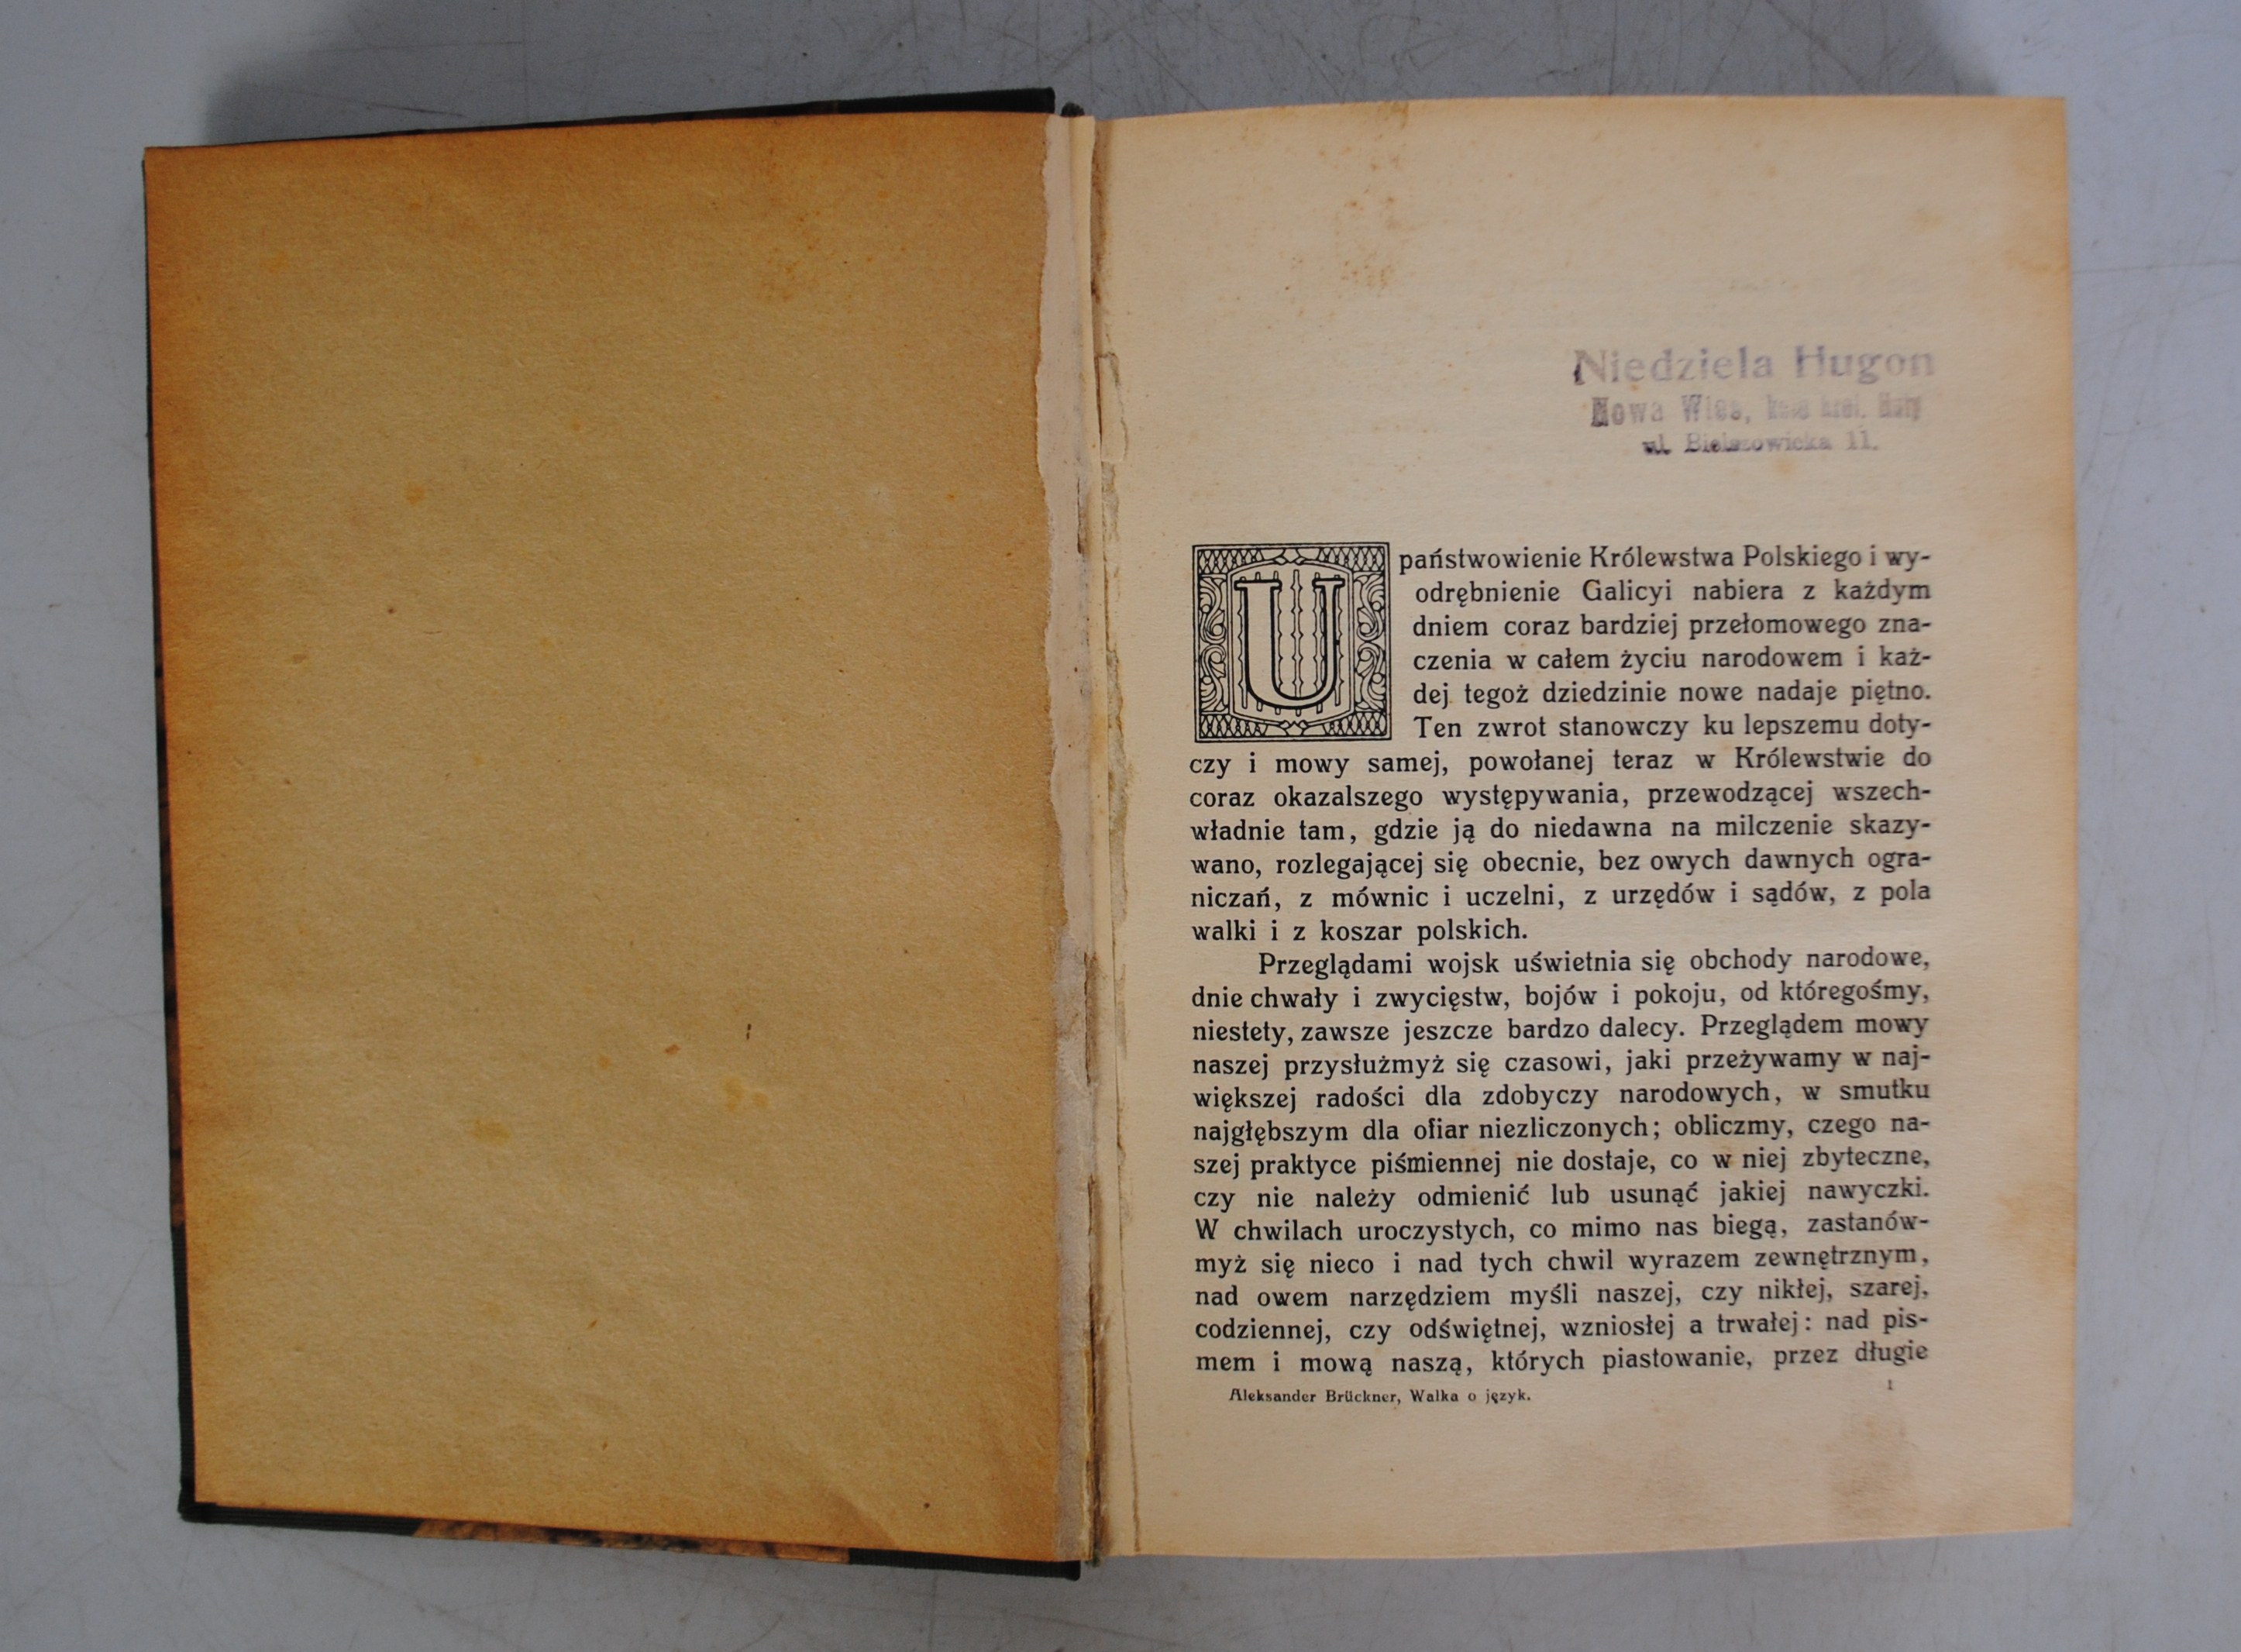 Niedziela Hugon
Nowa Wieś,
ul. Bielszowicka 11.
Upaństwowienie Królewstwa Polskiego i wy-
odrębnienie Galicyi nabiera z każdym
dniem coraz bardziej przełomowego zna-
czenia w całem życiu narodowem i każ-
dej tegoż dziedzinie nowe nadaje piętno.
Ten zwrot stanowczy ku lepszemu doty-
czy i mowy samej, powołanej teraz w Królewstwie do
coraz okazalszego występywania, przewodzącej wszech-
władnie tam, gdzie ją do niedawna na milczenie skazy-
wano, rozlegającej się obecnie, bez owych dawnych ogra-
niczań, z mównic i uczelni, z urzędów i sądów, z pola
walki i z koszar polskich.
Przeglądami wojsk uświetnia się obchody narodowe,
dnie chwały i zwycięstw, bojów i pokoju, od któregośmy,
niestety, zawsze jeszcze bardzo dalecy. Przeglądem mowy
naszej przysłużmyż się czasowi, jaki przeżywamy w naj-
większej radości dla zdobyczy narodowych, w smutku
najgłębszym dla ofiar niezliczonych; obliczmy, czego na-
szej praktyce piśmiennej nie dostaje, co w niej zbyteczne,
czy nie należy odmienić lub usunąć jakiej nawyczki.
W chwilach uroczystych, co mimo nas biegą, zastanów-
myż się nieco i nad tych chwil wyrazem zewnętrznym,
nad owem narzędziem myśli naszej, czy nikłej, szarej,
codziennej, czy odświętnej, wzniosłej a trwałej: nad pis-
mem i mową naszą, których piastowanie, przez długie
Aleksander Brückner, Walka o język. 1